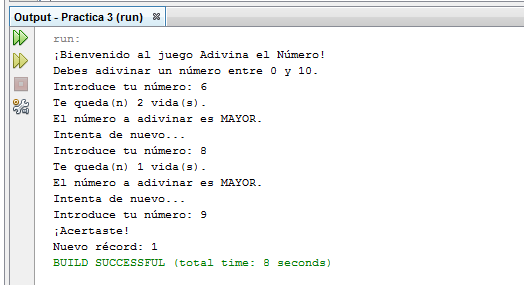 Output - Practica 3 (run)
run:
¡Bienvenido al juego Adivina el Número!
Debes adivinar un número entre 0 y 10.
Introduce tu número: 6
Te queda(n) 2 vida(s).
El número a adivinar es MAYOR.
Intenta de nuevo...
Introduce tu número: 8
Te queda(n) 1 vida(s).
El número a adivinar es MAYOR.
Intenta de nuevo...
Introduce tu número: 9
¡Acertaste!
Nuevo récord: 1
BUILD SUCCESSFUL (total time: 8 seconds)